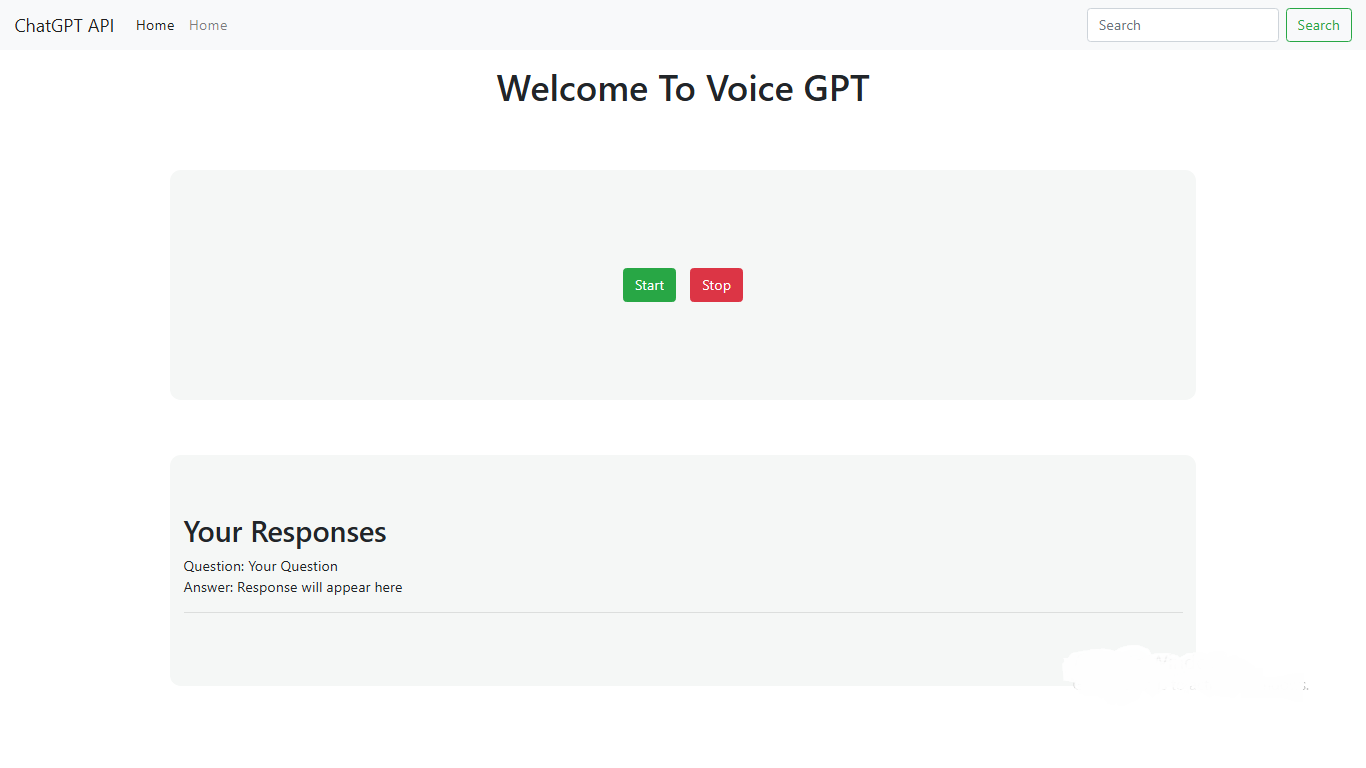 ChatGPT API Home Home Search Search
Welcome To Voice GPT
Start Stop
Your Responses
Question: Your Question
Answer: Response will appear here